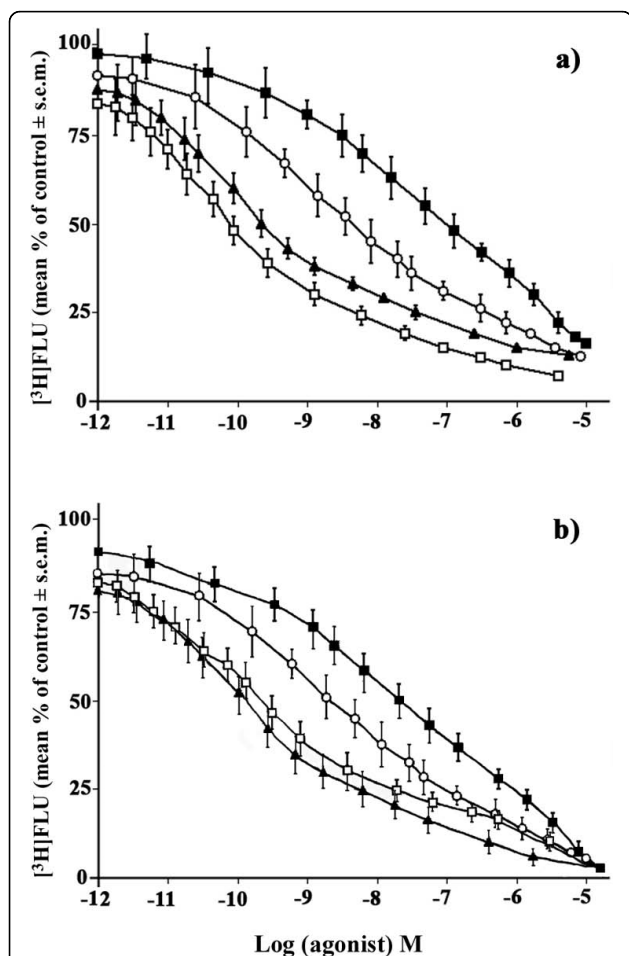 a)
[³H]FLU (mean % of control ± s.e.m.)
100
75
50
25
0
-12 -11 -10 -9 -8 -7 -6 -5
b)
[³H]FLU (mean % of control ± s.e.m.)
100
75
50
25
0
-12 -11 -10 -9 -8 -7 -6 -5
Log (agonist) M